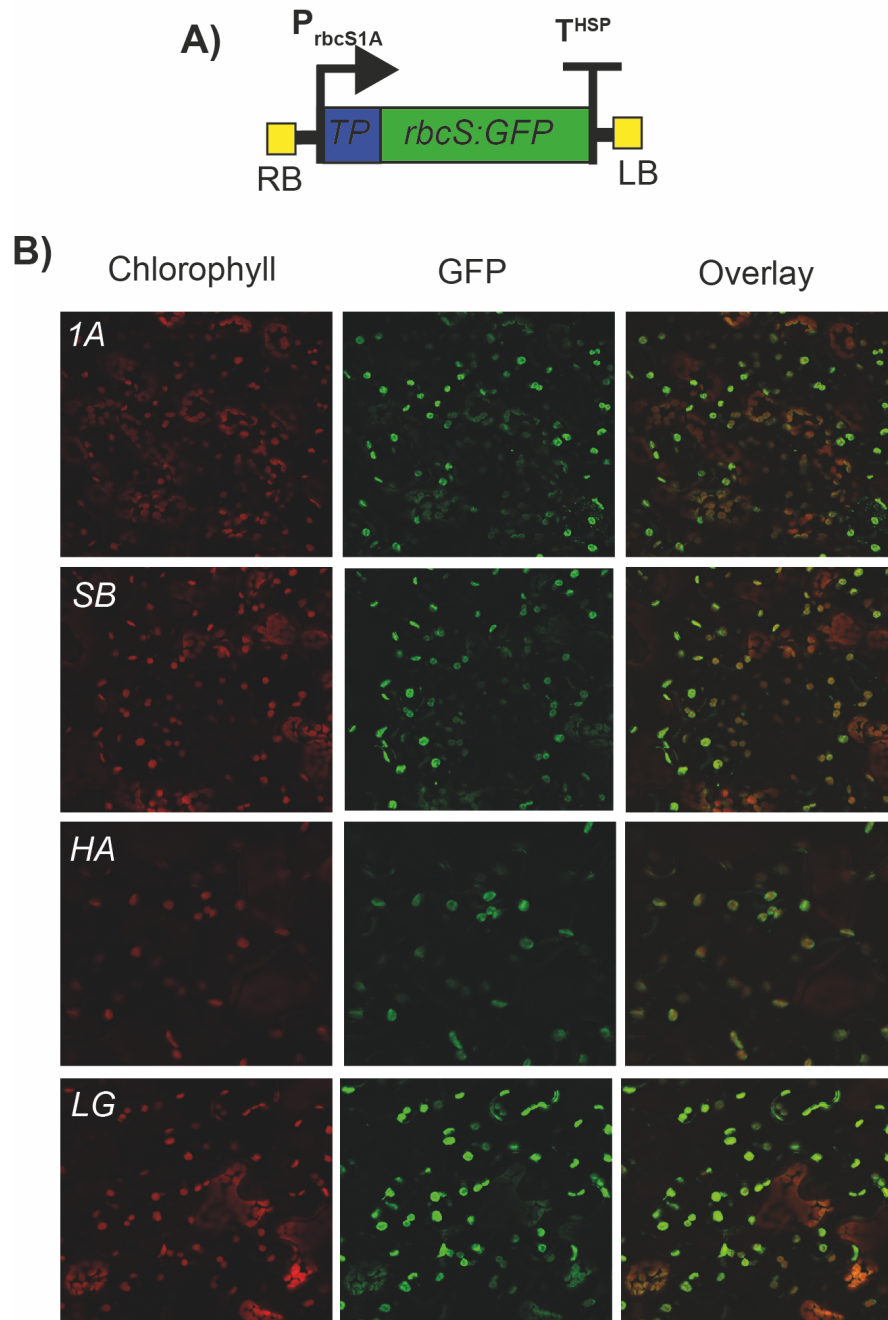 A)
P rbcS1A
T HSP
TP rbcS:GFP
RB
LB
B)
Chlorophyll GFP Overlay
1A
SB
HA
LG